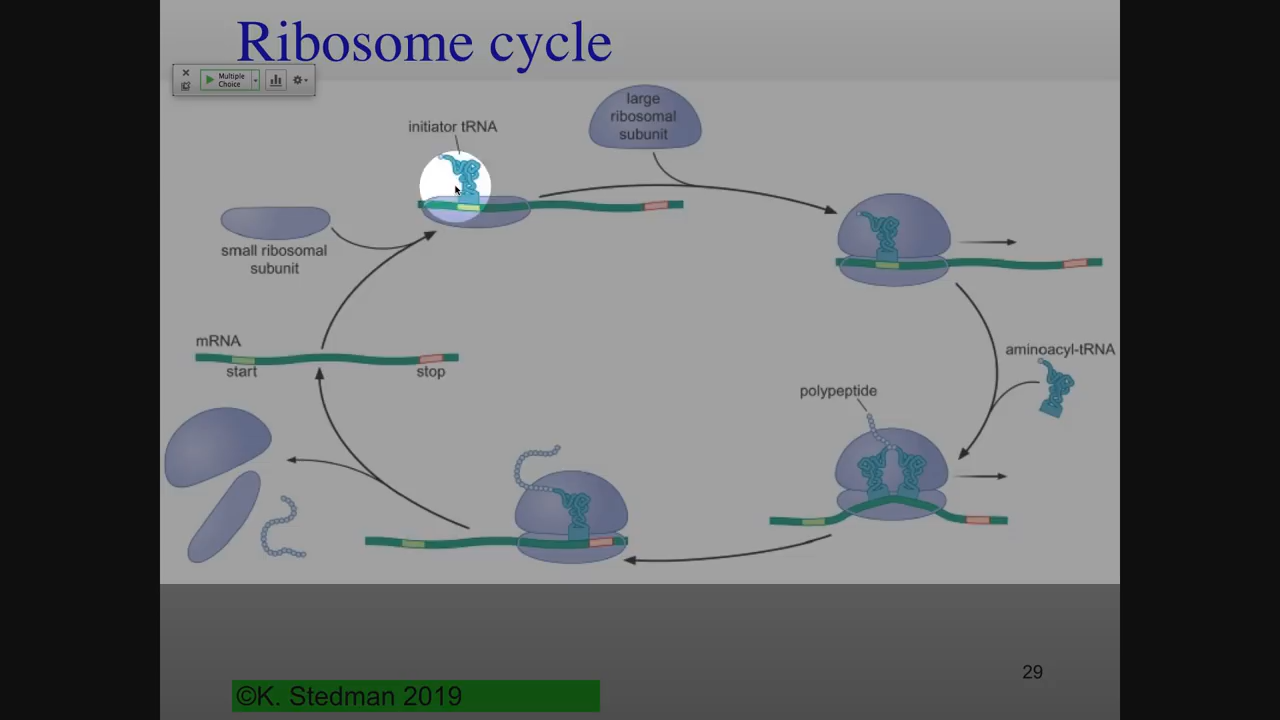 Ribosome cycle
Multiple
Choice
initiator tRNA
large
ribosomal
subunit
small ribosomal
subunit
mRNA
start
stop
aminoacyl-tRNA
polypeptide
29
©K. Stedman 2019